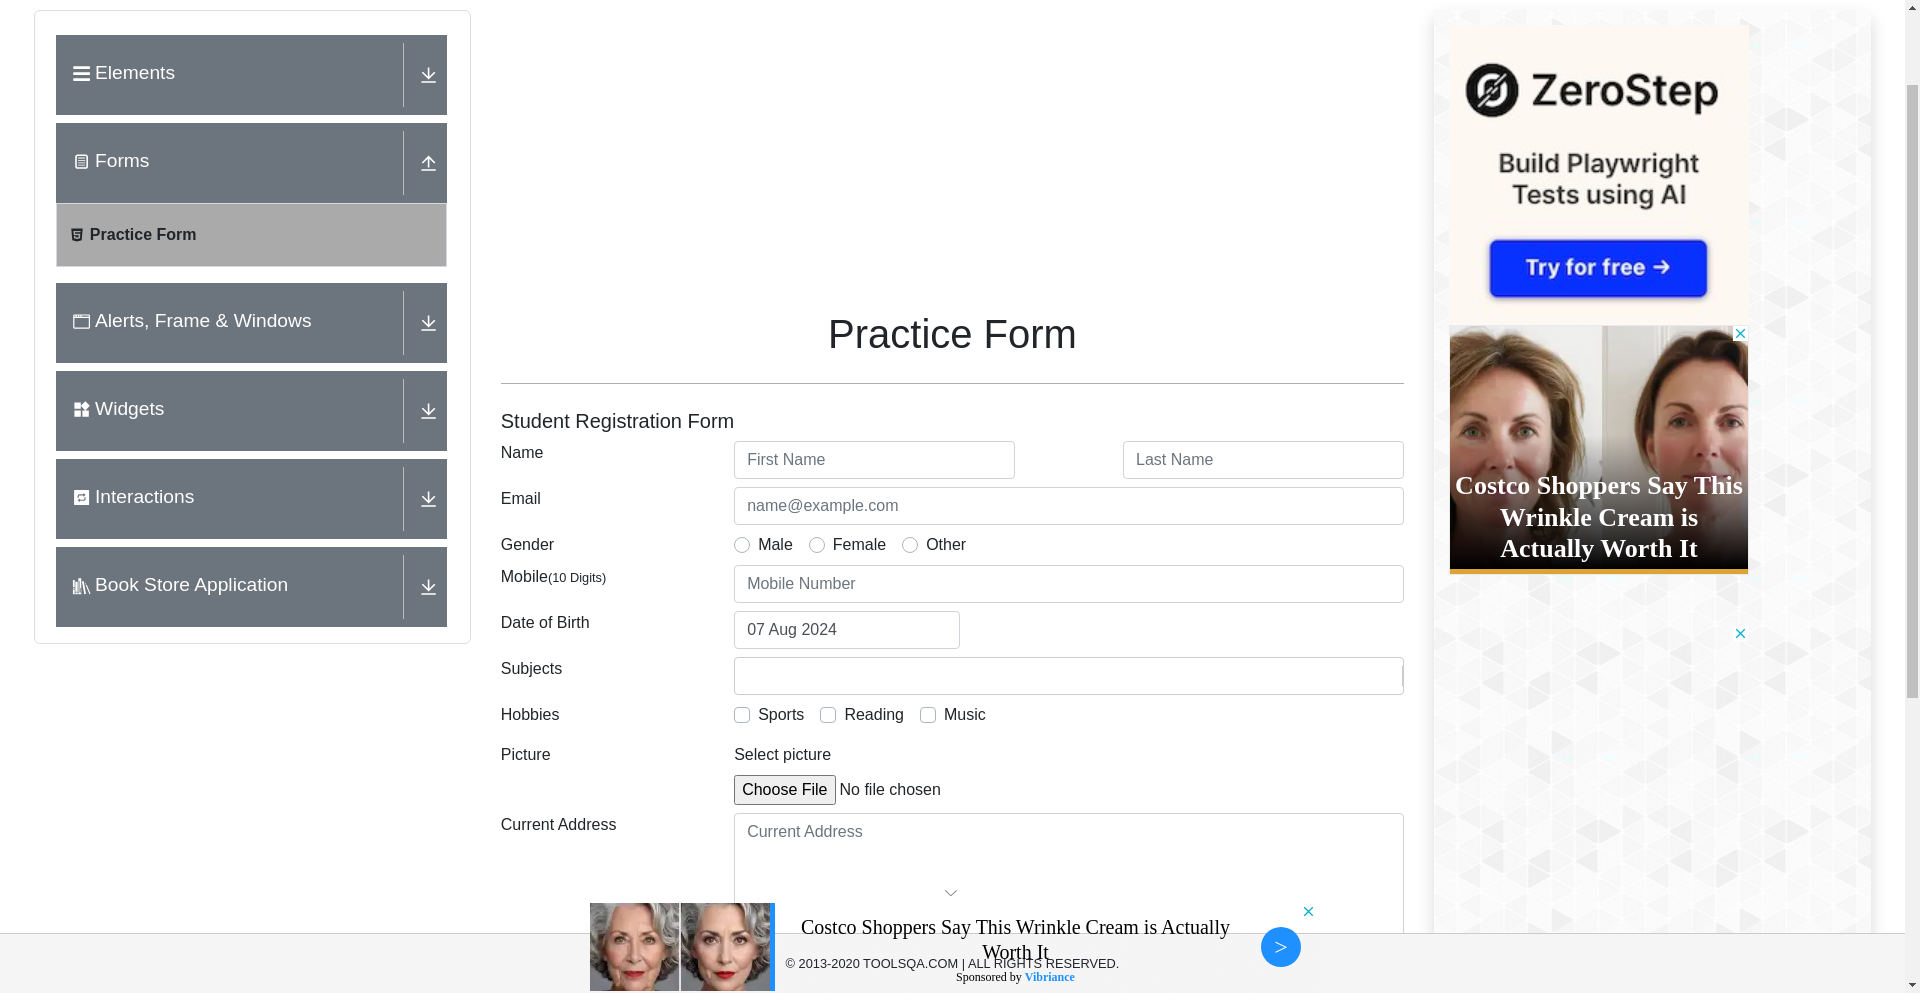 Elements
Forms
Practice Form
Alerts, Frame & Windows
Widgets
Interactions
Book Store Application
Practice Form
Student Registration Form
Name
First Name
Last Name
Email
name@example.com
Gender
Male
Female
Other
Mobile(10 Digits)
Mobile Number
Date of Birth
07 Aug 2024
Subjects
Hobbies
Sports
Reading
Music
Picture
Select picture
Choose File No file chosen
Current Address
Current Address
ZeroStep
Build Playwright
Tests using AI
Try for free →
Costco Shoppers Say This
Wrinkle Cream is
Actually Worth It
Costco Shoppers Say This Wrinkle Cream is Actually
Worth It
Sponsored by Vibriance
>
© 2013-2020 TOOLSQA.COM | ALL RIGHTS RESERVED.